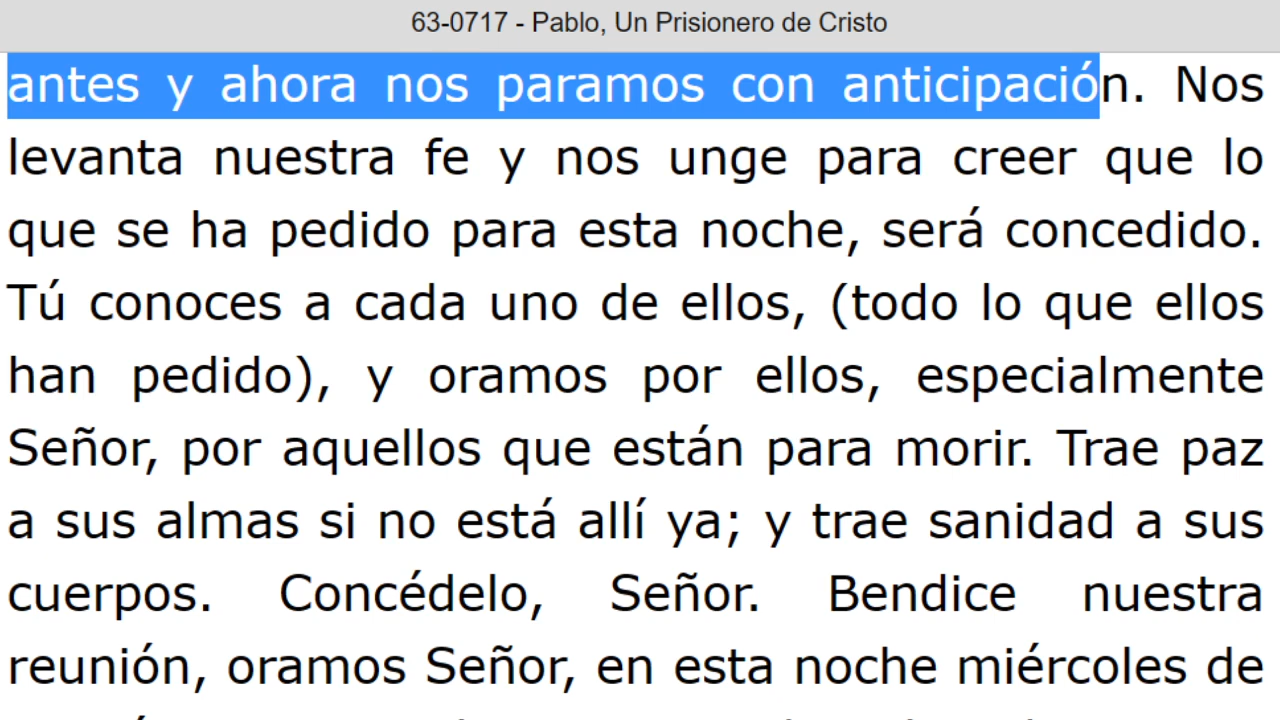 63-0717 - Pablo, Un Prisionero de Cristo
antes y ahora nos paramos con anticipación. Nos
levanta nuestra fe y nos unge para creer que lo
que se ha pedido para esta noche, será concedido.
Tú conoces a cada uno de ellos, (todo lo que ellos
han pedido), y oramos por ellos, especialmente
Señor, por aquellos que están para morir. Trae paz
a sus almas si no está allí ya; y trae sanidad a sus
cuerpos. Concédelo, Señor. Bendice nuestra
reunión, oramos Señor, en esta noche miércoles de